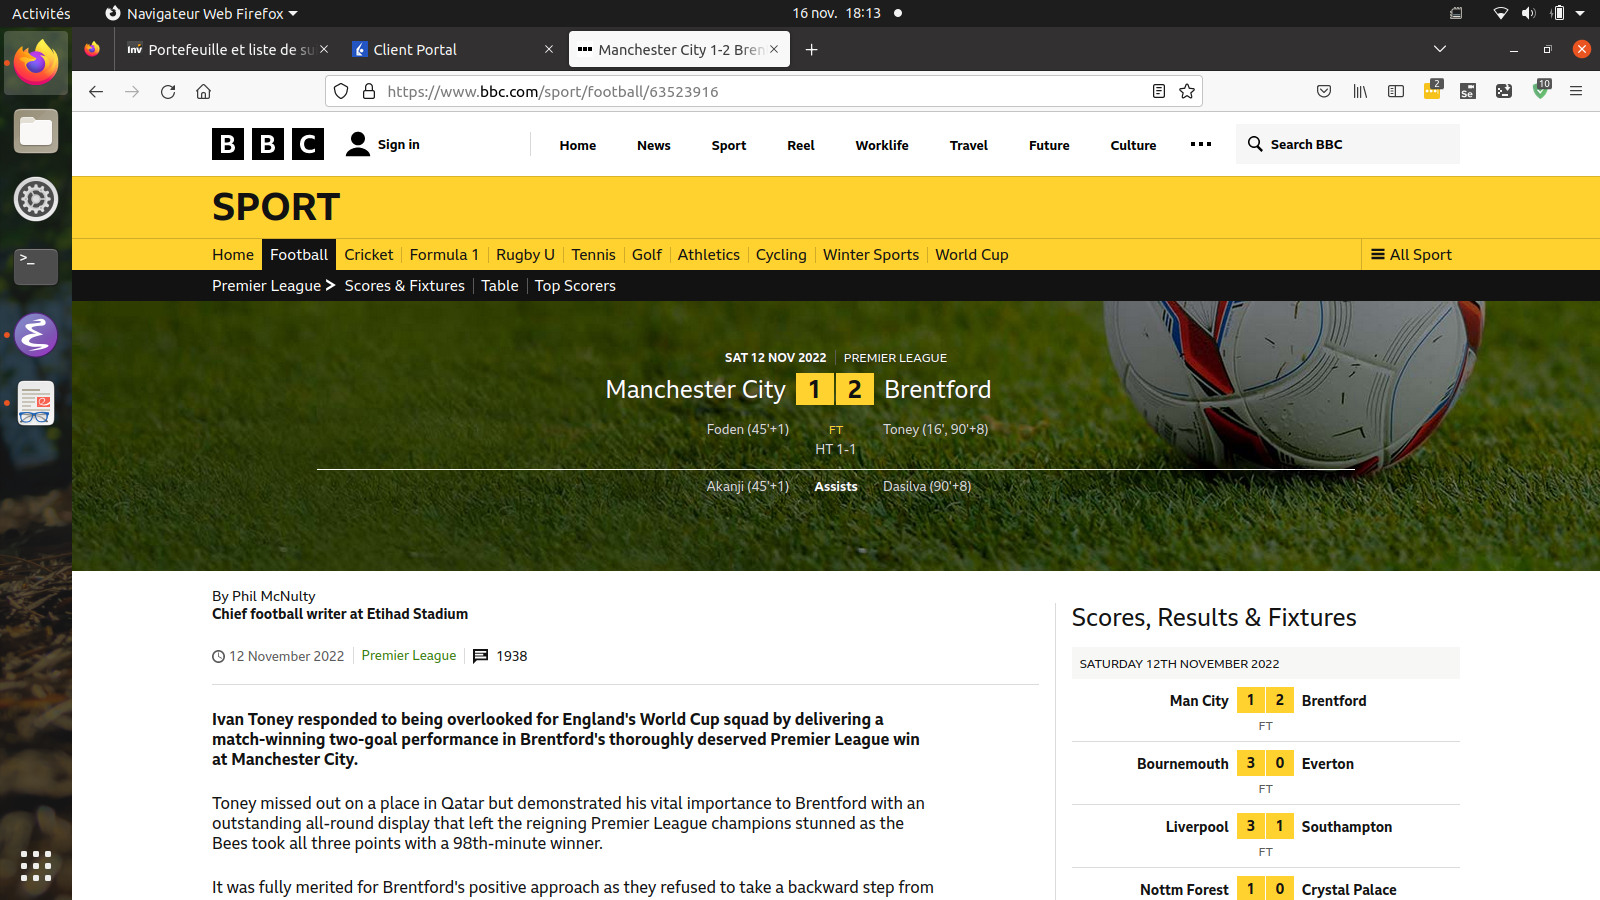 Activités
Navigateur Web Firefox
16 nov. 18:13
Portefeuille et liste de su
Client Portal
Manchester City 1-2 Bren
https://www.bbc.com/sport/football/63523916
2
10
BBC
Sign in
Home
News
Sport
Reel
Worklife
Travel
Future
Culture
Search BBC
SPORT
Home
Football
Cricket
Formula 1
Rugby U
Tennis
Golf
Athletics
Cycling
Winter Sports
World Cup
All Sport
Premier League
Scores & Fixtures
Table
Top Scorers
SAT 12 NOV 2022 PREMIER LEAGUE
Manchester City 1 2 Brentford
Foden (45'+1) FT Toney (16', 90'+8)
HT 1-1
Akanji (45'+1) Assists Dasilva (90'+8)
By Phil McNulty
Chief football writer at Etihad Stadium
12 November 2022 Premier League 1938
Ivan Toney responded to being overlooked for England's World Cup squad by delivering a
match-winning two-goal performance in Brentford's thoroughly deserved Premier League win
at Manchester City.
Toney missed out on a place in Qatar but demonstrated his vital importance to Brentford with an
outstanding all-round display that left the reigning Premier League champions stunned as the
Bees took all three points with a 98th-minute winner.
It was fully merited for Brentford's positive approach as they refused to take a backward step from
Scores, Results & Fixtures
SATURDAY 12TH NOVEMBER 2022
Man City 1 2 Brentford
FT
Bournemouth 3 0 Everton
FT
Liverpool 3 1 Southampton
FT
Nottm Forest 1 0 Crystal Palace